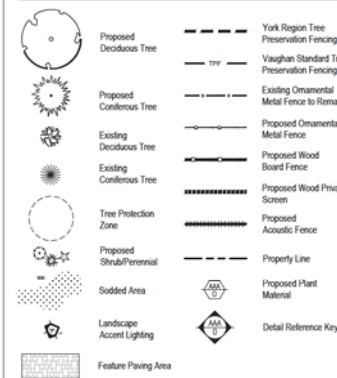 Proposed
Deciduous Tree
Proposed
Coniferous Tree
Existing
Deciduous Tree
Existing
Coniferous Tree
Tree Protection
Zone
Proposed
Shrub/Perennial
Sodded Area
Landscape
Accent Lighting
Feature Paving Area
York Region Tree
Preservation Fencing
TPF
Vaughan Standard
Preservation Fencing
Existing Ornamental
Metal Fence to
Proposed
Metal Fence
Proposed Wood
Board Fence
Proposed Wood
Screen
Proposed
Acoustic Fence
Property Line
AAA
0
Proposed Plant
Material
AAA
0
Detail Reference Key